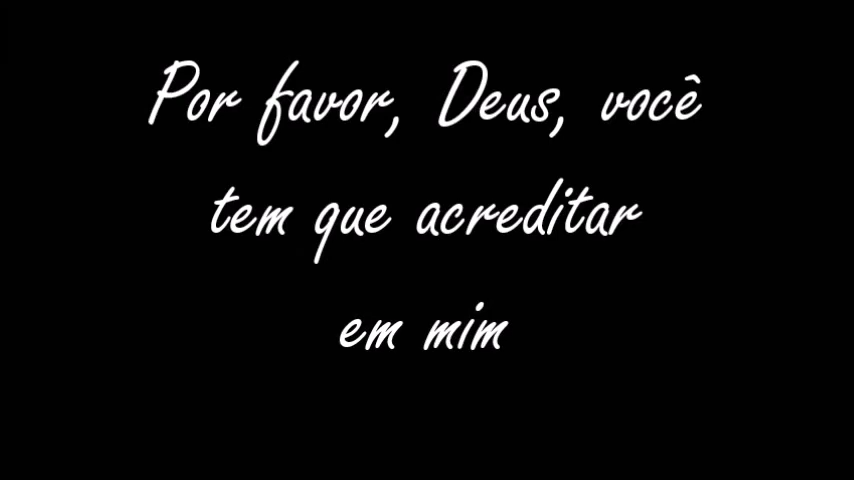 Por favor, Deus, você
tem que acreditar
em mim